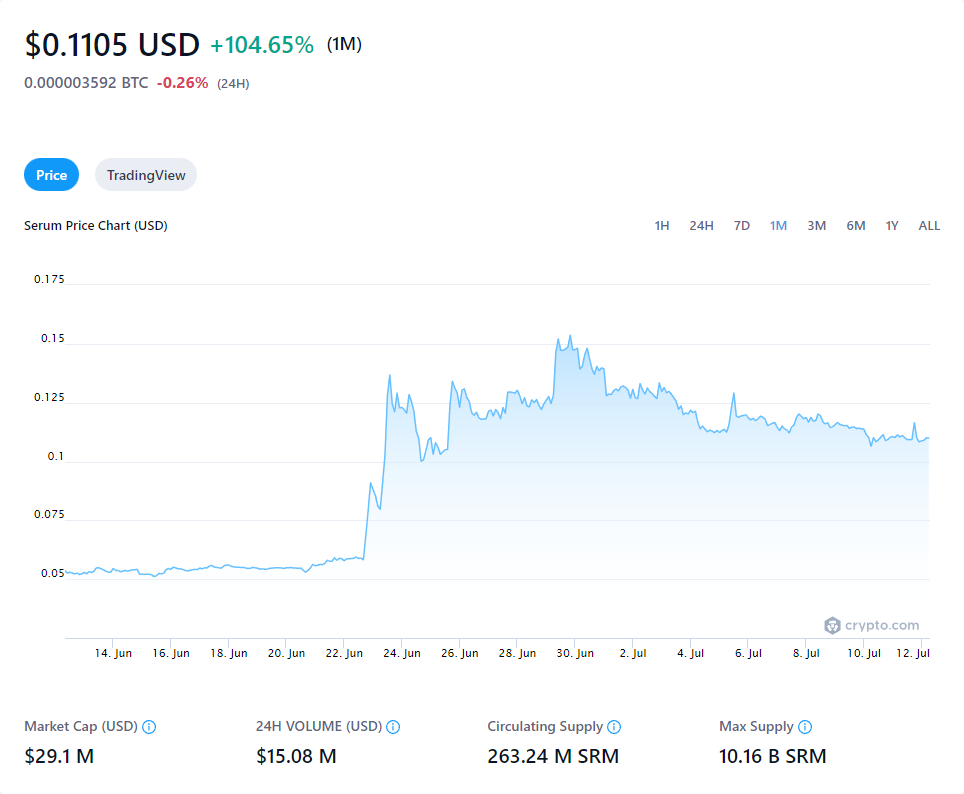 $0.1105 USD +104.65% (1M)
0.000003592 BTC -0.26% (24H)
Price TradingView
Serum Price Chart (USD) 1H 24H 7D 1M 3M 6M 1Y ALL
0.175
0.15
0.125
0.1
0.075
0.05
crypto.com
14. Jun 16. Jun 18. Jun 20. Jun 22. Jun 24. Jun 26. Jun 28. Jun 30. Jun 2. Jul 4. Jul 6. Jul 8. Jul 10. Jul 12. Jul
Market Cap (USD) 24H VOLUME (USD) Circulating Supply Max Supply
$29.1 M $15.08 M 263.24 M SRM 10.16 B SRM